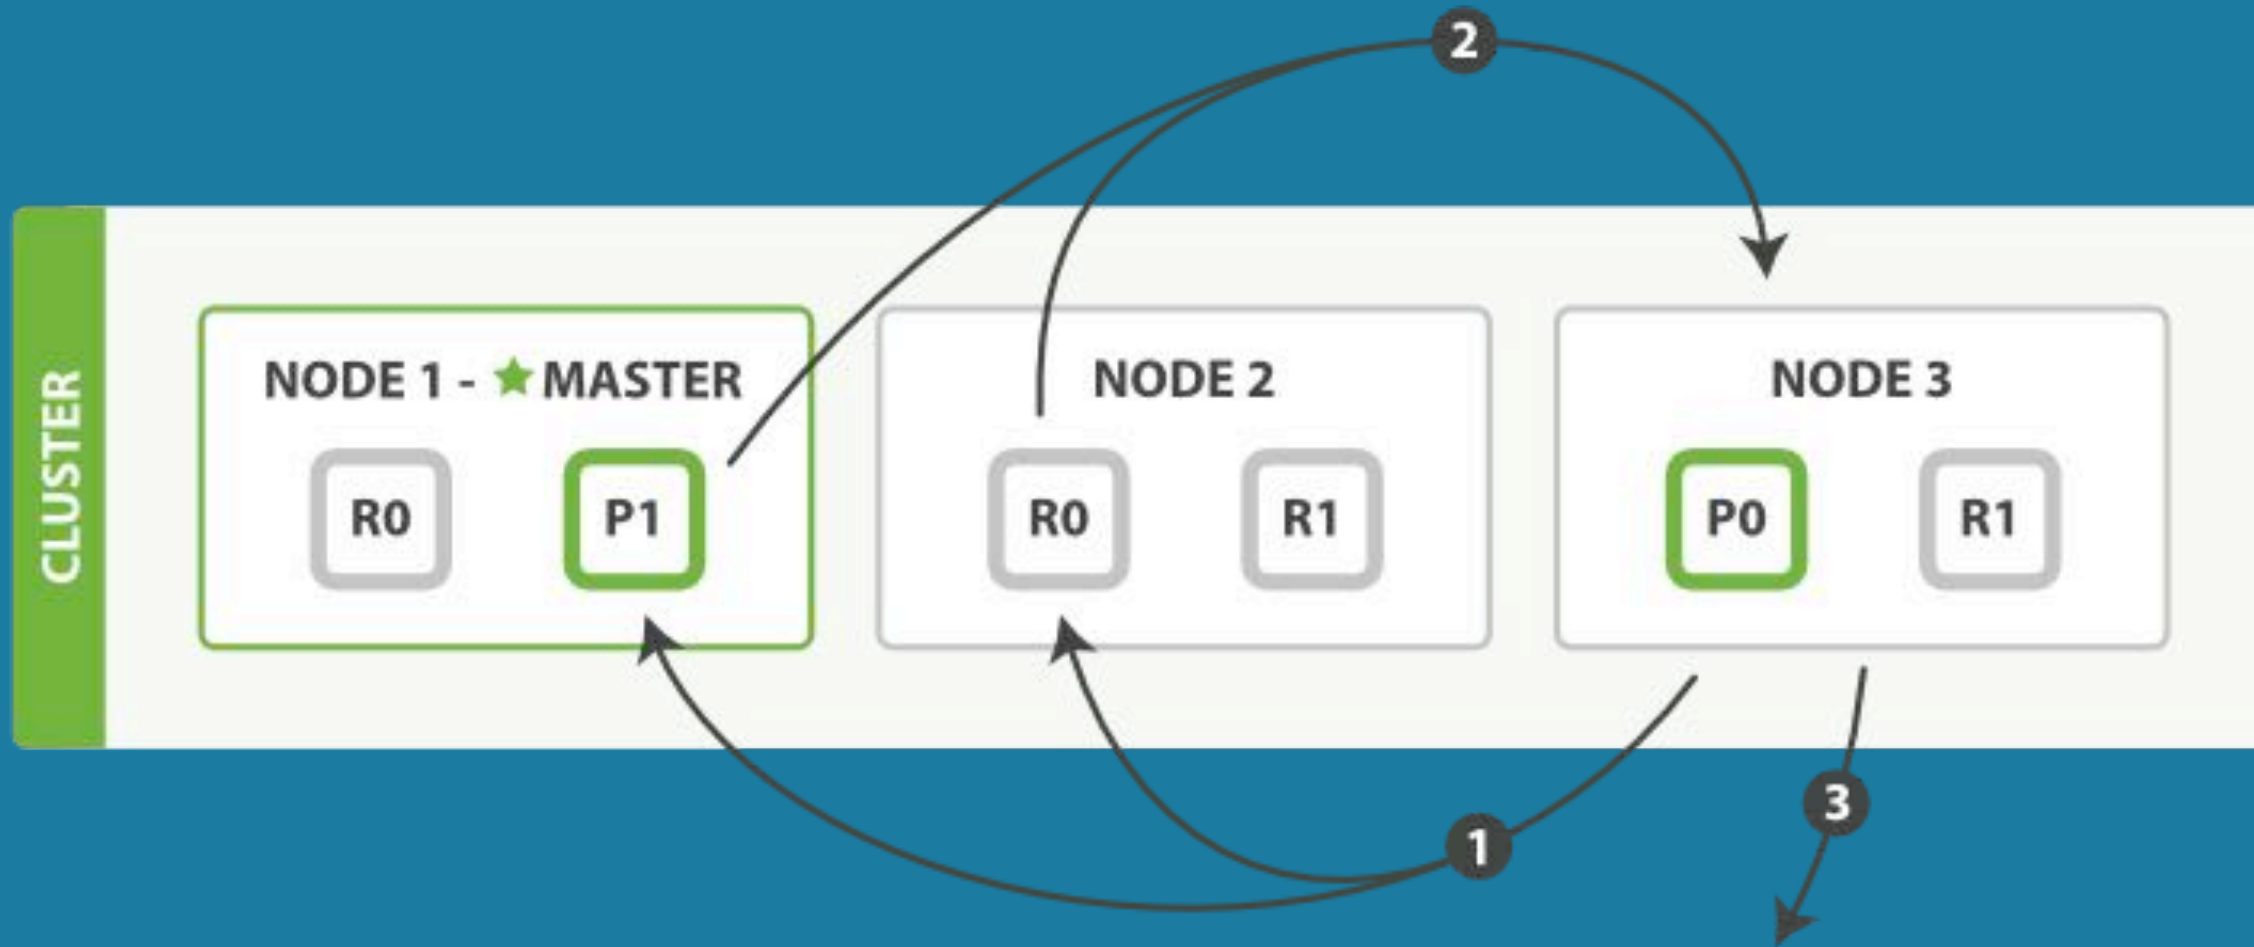 2
CLUSTER
NODE 1 - ★ MASTER
R0
P1
NODE 2
R0
R1
NODE 3
P0
R1
1
3